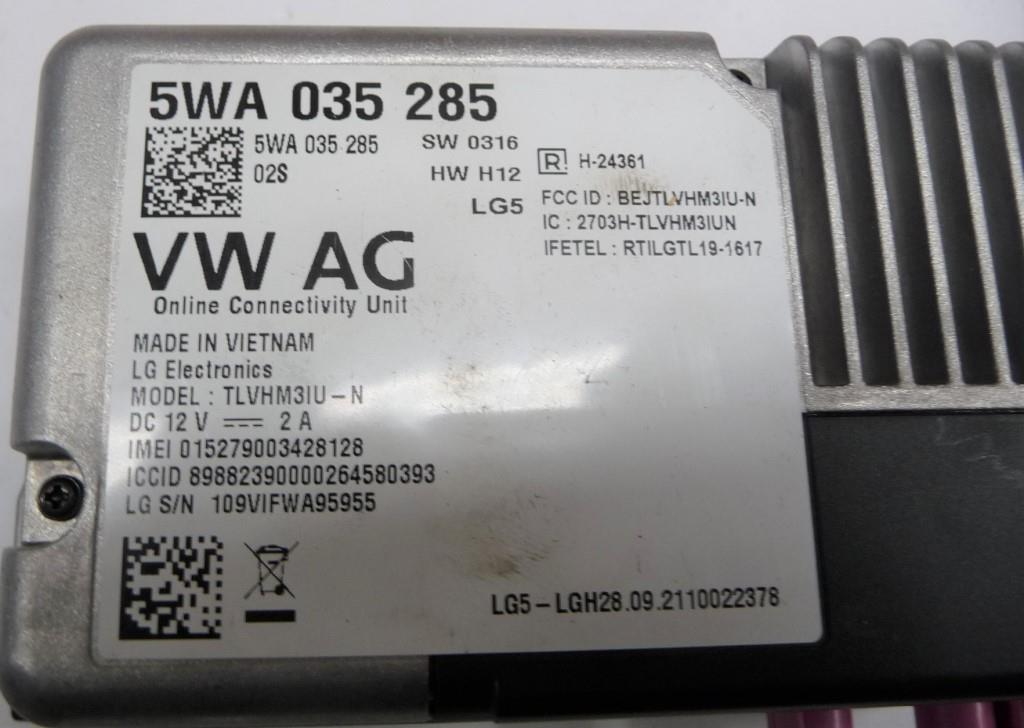 5WA 035 285
5WA 035 285
02S
SW 0316
HW H12
LG5
R H-24361
FCC ID : BEJTLVHM3IU-N
IC : 2703H-TLVHM3IUN
IFETEL : RTILGTL19-1617
VW AG
Online Connectivity Unit
MADE IN VIETNAM
LG Electronics
MODEL : TLVHM3IU-N
DC 12 V ⎓ 2 A
IMEI 015279003428128
ICCID 89882390000264580393
LG S/N 109VIFWA95955
LG5-LGH28.09.2110022378